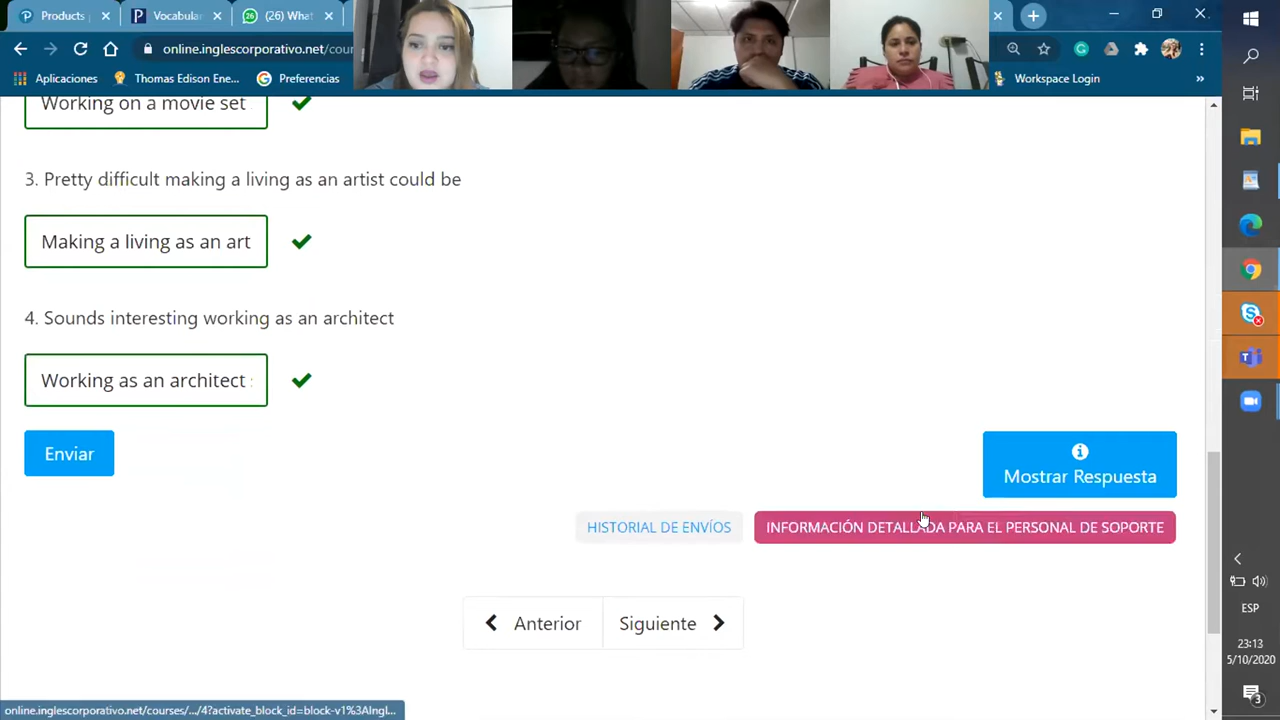 Products
Vocabular
(26) What
online.inglescorporativo.net/cour
Aplicaciones
Thomas Edison Ene...
Preferencias
Workspace Login
»
Working on a movie set
3. Pretty difficult making a living as an artist could be
Making a living as an art
4. Sounds interesting working as an architect
Working as an architect
Enviar
Mostrar Respuesta
HISTORIAL DE ENVÍOS
INFORMACIÓN DETALLADA PARA EL PERSONAL DE SOPORTE
Anterior
Siguiente
online.inglescorporativo.net/courses/.../4?activate_block_id=block-v1%3AIngl...
ESP
23:13
5/10/2020
3